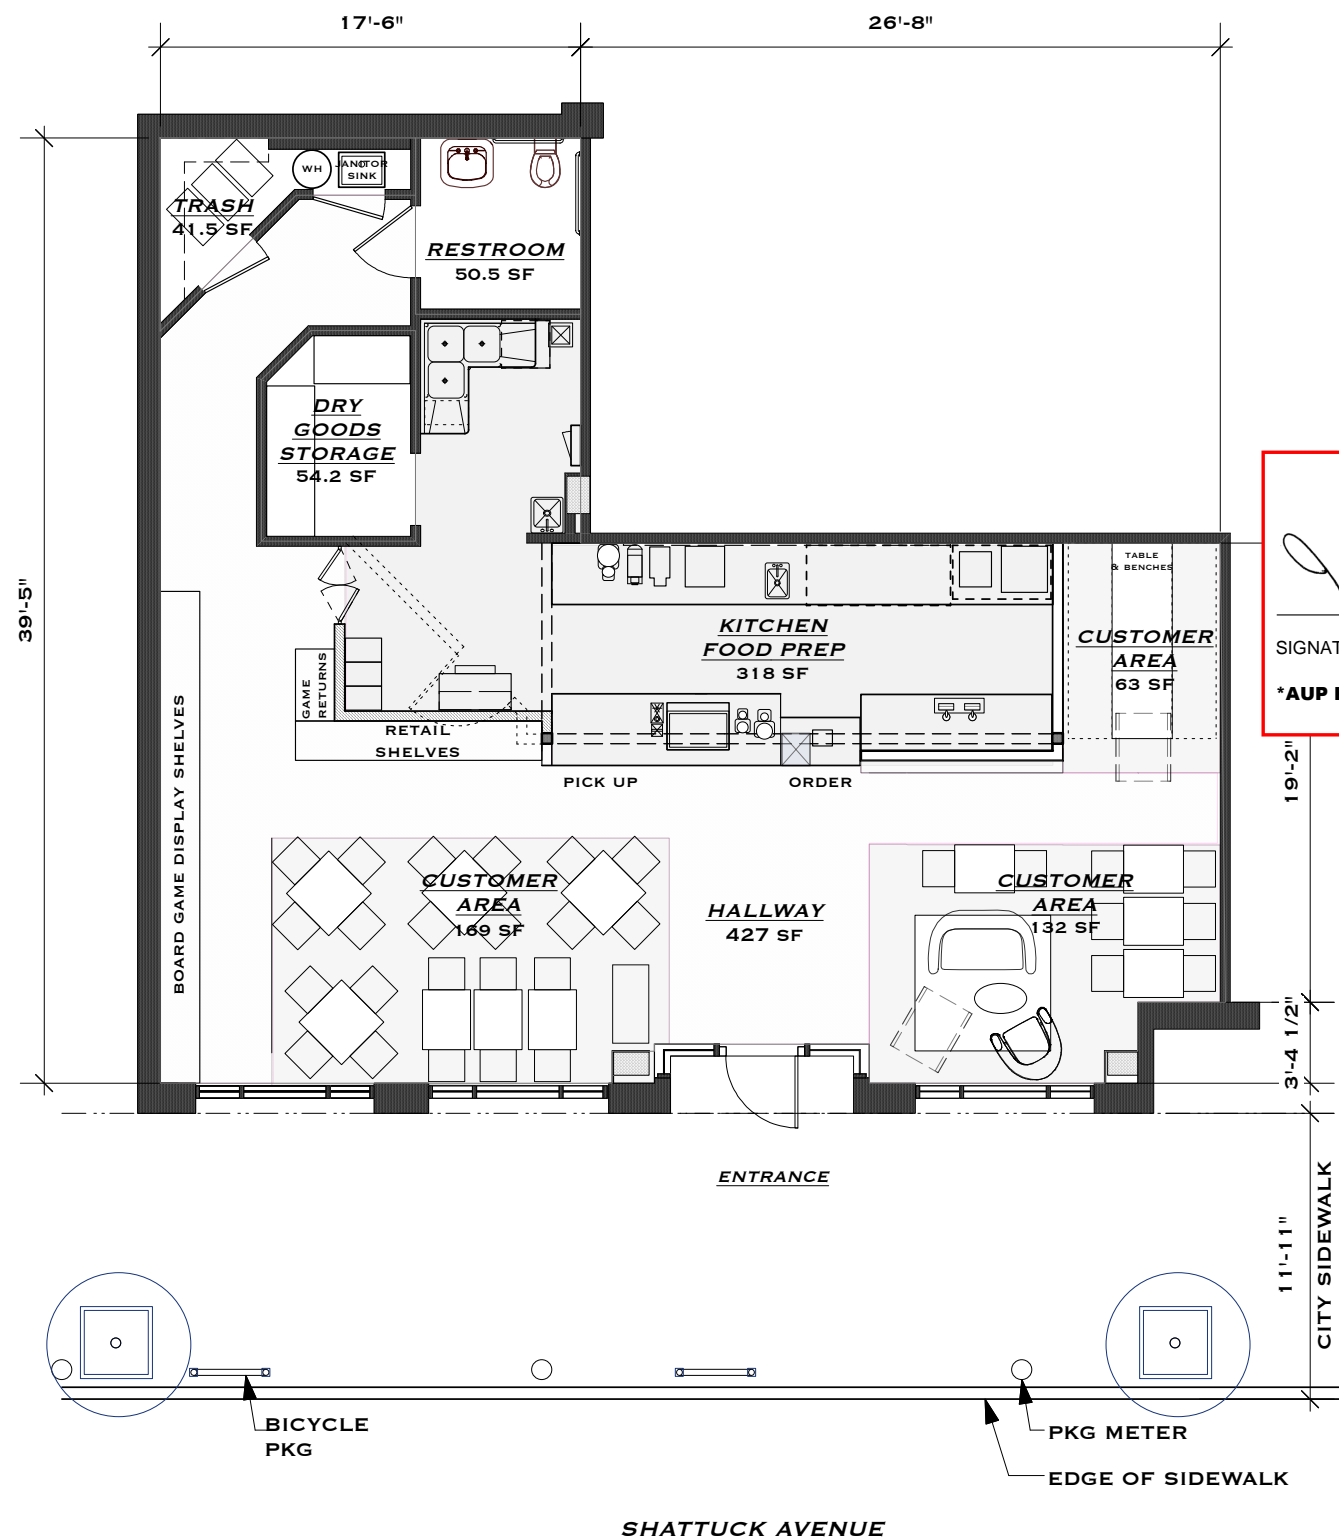 17'-6"
26'-8"
WH
JANITOR
SINK
TRASH
41.5 SF
RESTROOM
50.5 SF
DRY
GOODS
STORAGE
54.2 SF
39'-5"
TABLE
& BENCHES
KITCHEN
FOOD PREP
318 SF
CUSTOMER
AREA
63 SF
SIGNAT
*AUP
GAME
RETURNS
RETAIL
SHELVES
PICK UP
ORDER
19'-2"
BOARD GAME DISPLAY SHELVES
CUSTOMER
AREA
169 SF
HALLWAY
427 SF
CUSTOMER
AREA
132 SF
3'-4 1/2"
ENTRANCE
11'-11"
CITY SIDEWALK
BICYCLE
PKG
PKG METER
EDGE OF SIDEWALK
SHATTUCK AVENUE